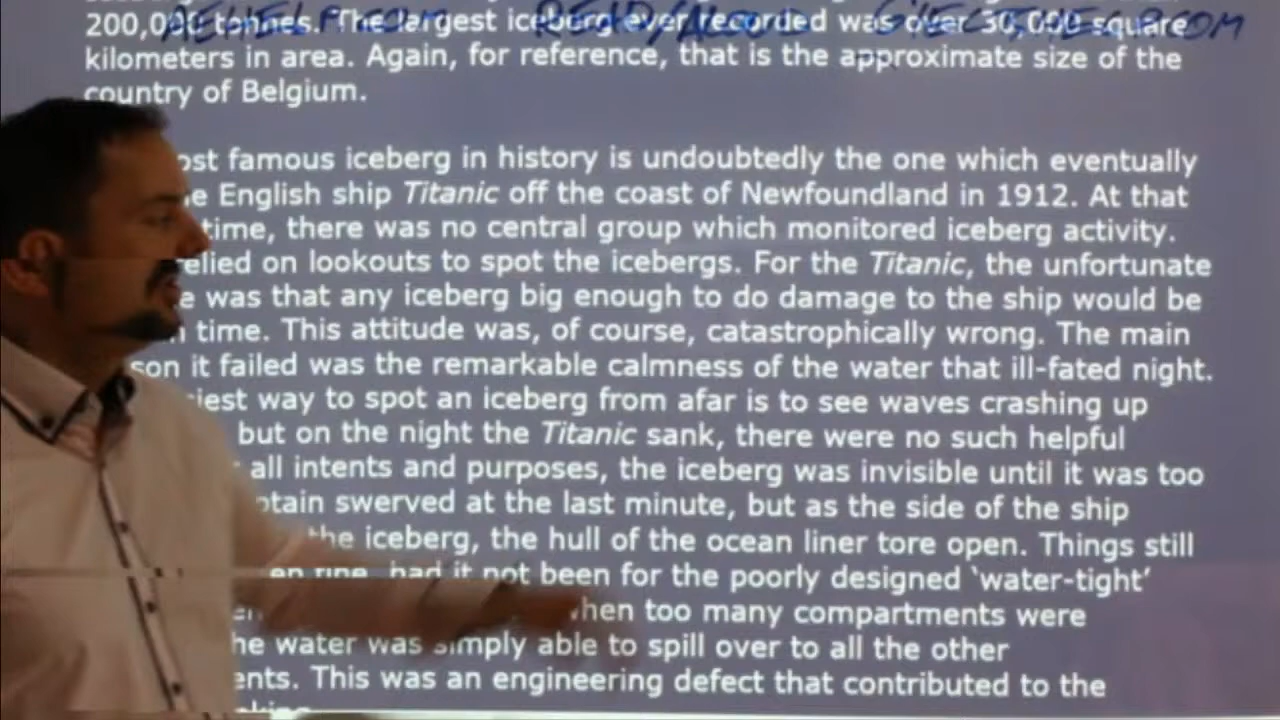 AEHELP.COM READ/ALOUD
200,000 tonnes. The largest iceberg ever recorded was over 30,000 square
kilometers in area. Again, for reference, that is the approximate size of the
country of Belgium.
ost famous iceberg in history is undoubtedly the one which eventually
e English ship Titanic off the coast of Newfoundland in 1912. At that
time, there was no central group which monitored iceberg activity.
elied on lookouts to spot the icebergs. For the Titanic, the unfortunate
e was that any iceberg big enough to do damage to the ship would be
n time. This attitude was, of course, catastrophically wrong. The main
son it failed was the remarkable calmness of the water that ill-fated night.
iest way to spot an iceberg from afar is to see waves crashing up
but on the night the Titanic sank, there were no such helpful
all intents and purposes, the iceberg was invisible until it was too
ptain swerved at the last minute, but as the side of the ship
the iceberg, the hull of the ocean liner tore open. Things still
en fine, had it not been for the poorly designed ‘water-tight’
hen too many compartments were
he water was simply able to spill over to all the other
ents. This was an engineering defect that contributed to the